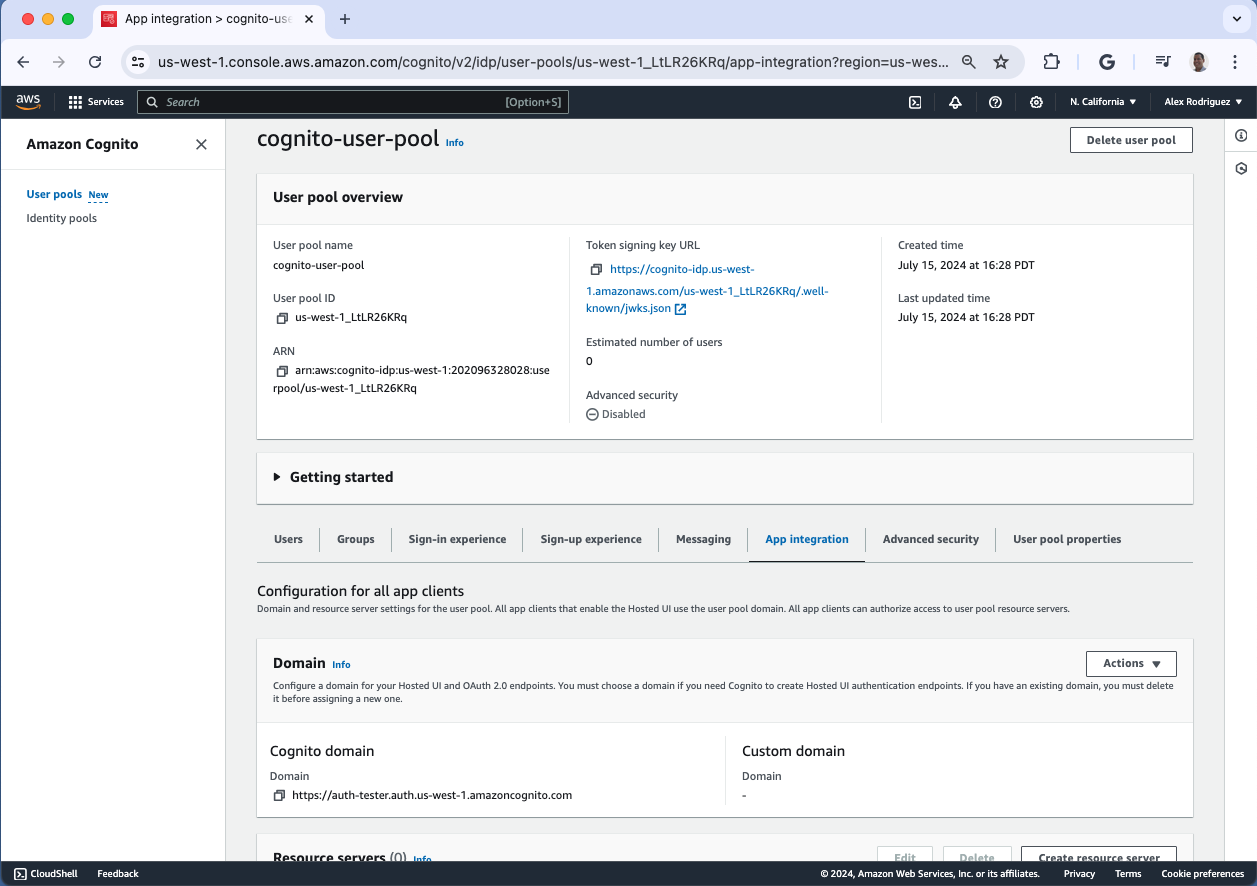 App integration > cognito-use
us-west-1.console.aws.amazon.com/cognito/v2/idp/user-pools/us-west-1_LtLR26KRq/app-integration?region=us-wes...
aws
Services
Search
[Option+S]
N. California ▼
Alex Rodriguez ▼
Amazon Cognito
User pools New
Identity pools
cognito-user-pool Info
Delete user pool
User pool overview
User pool name
cognito-user-pool
User pool ID
us-west-1_LtLR26KRq
ARN
arn:aws:cognito-idp:us-west-1:202096328028:use
rpool/us-west-1_LtLR26KRq
Token signing key URL
https://cognito-idp.us-west-
1.amazonaws.com/us-west-1_LtLR26KRq/.well-
known/jwks.json
Estimated number of users
0
Advanced security
Disabled
Created time
July 15, 2024 at 16:28 PDT
Last updated time
July 15, 2024 at 16:28 PDT
Getting started
Users
Groups
Sign-in experience
Sign-up experience
Messaging
App integration
Advanced security
User pool properties
Configuration for all app clients
Domain and resource server settings for the user pool. All app clients that enable the Hosted UI use the user pool domain. All app clients can authorize access to user pool resource servers.
Domain Info
Actions ▼
Configure a domain for your Hosted UI and OAuth 2.0 endpoints. You must choose a domain if you need Cognito to create Hosted UI authentication endpoints. If you have an existing domain, you must delete
it before assigning a new one.
Cognito domain
Domain
https://auth-tester.auth.us-west-1.amazoncognito.com
Custom domain
Domain
-
Resource servers (0) Info
Edit
Delete
Create resource server
CloudShell
Feedback
© 2024, Amazon Web Services, Inc. or its affiliates.
Privacy
Terms
Cookie preferences